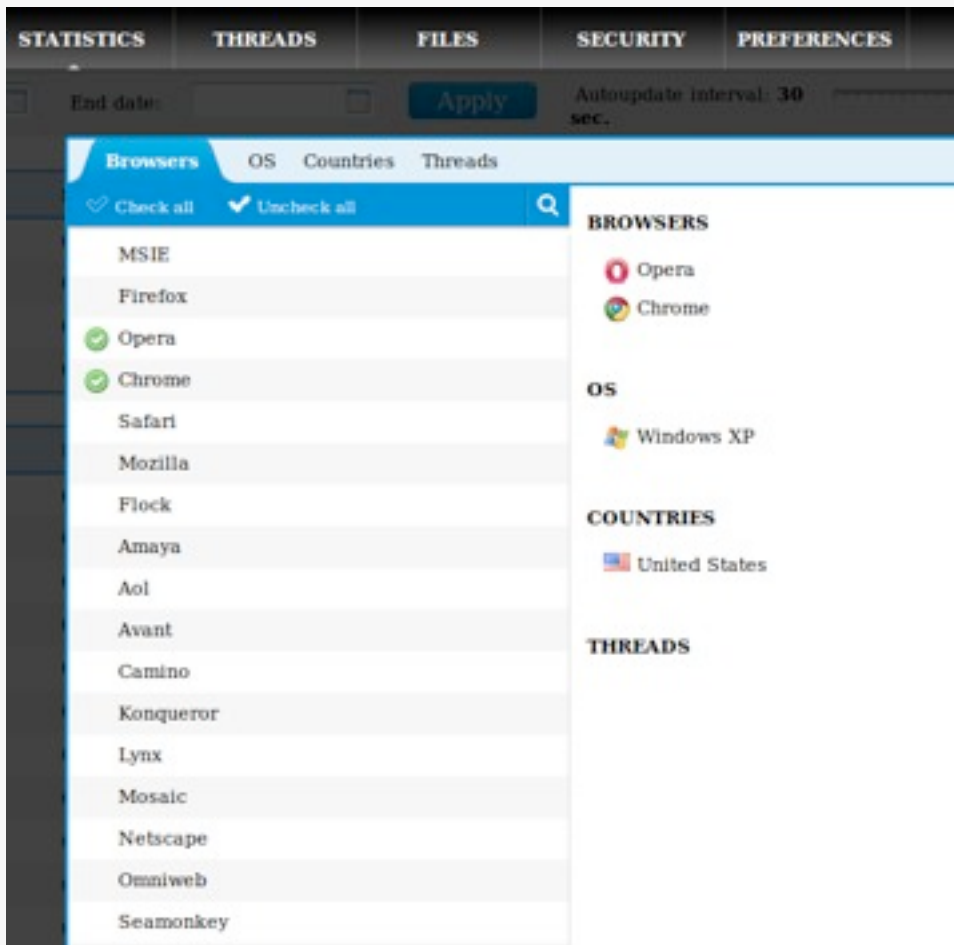 STATISTICS THREADS FILES SECURITY PREFERENCES
End date: Apply Autoupdate interval: 30
sec.
Browsers OS Countries Threads
Check all Uncheck all
MSIE
Firefox
Opera
Chrome
Safari
Mozilla
Flock
Amaya
Aol
Avant
Camino
Konqueror
Lynx
Mosaic
Netscape
Omniweb
Seamonkey
BROWSERS
Opera
Chrome
OS
Windows XP
COUNTRIES
United States
THREADS